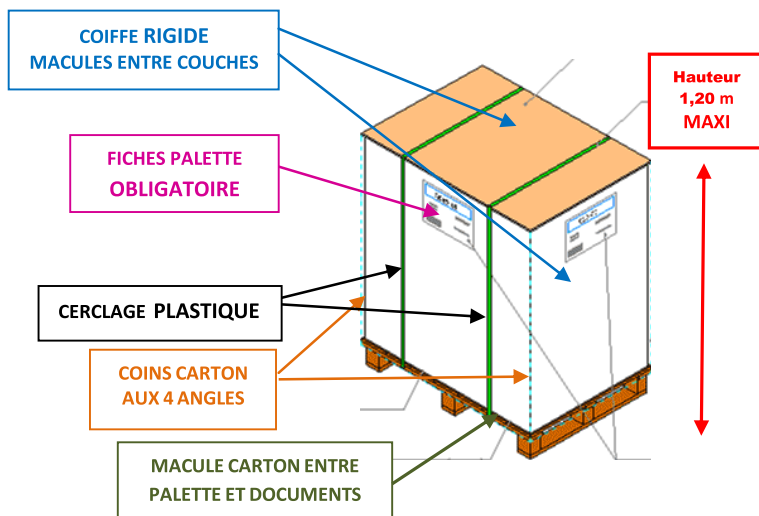 COIFFE RIGIDE
MACULES ENTRE COUCHES
Hauteur
1,20 m
MAXI
FICHES PALETTE
OBLIGATOIRE
CERCLAGE PLASTIQUE
COINS CARTON
AUX 4 ANGLES
MACULE CARTON ENTRE
PALETTE ET DOCUMENTS